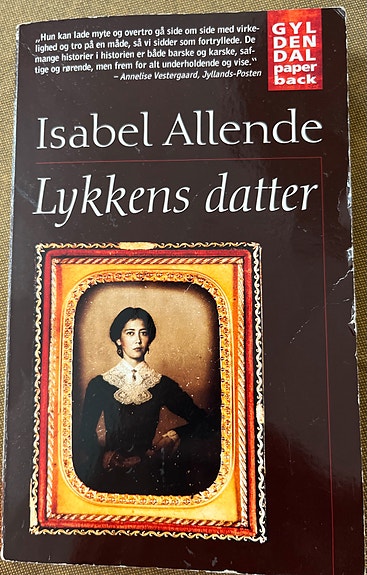 „Hun kan lade myte og overtro gå side om side med virke-
lighed og tro på en måde, så vi sidder som fortryllede. De
mange historier i historien er både barske og karske, saf-
tige og rørende, men frem for alt underholdende og vise.“
– Annelise Vestergaard, Jyllands-Posten
GYL
DEN
DAL
paper
back
Isabel Allende
Lykkens datter